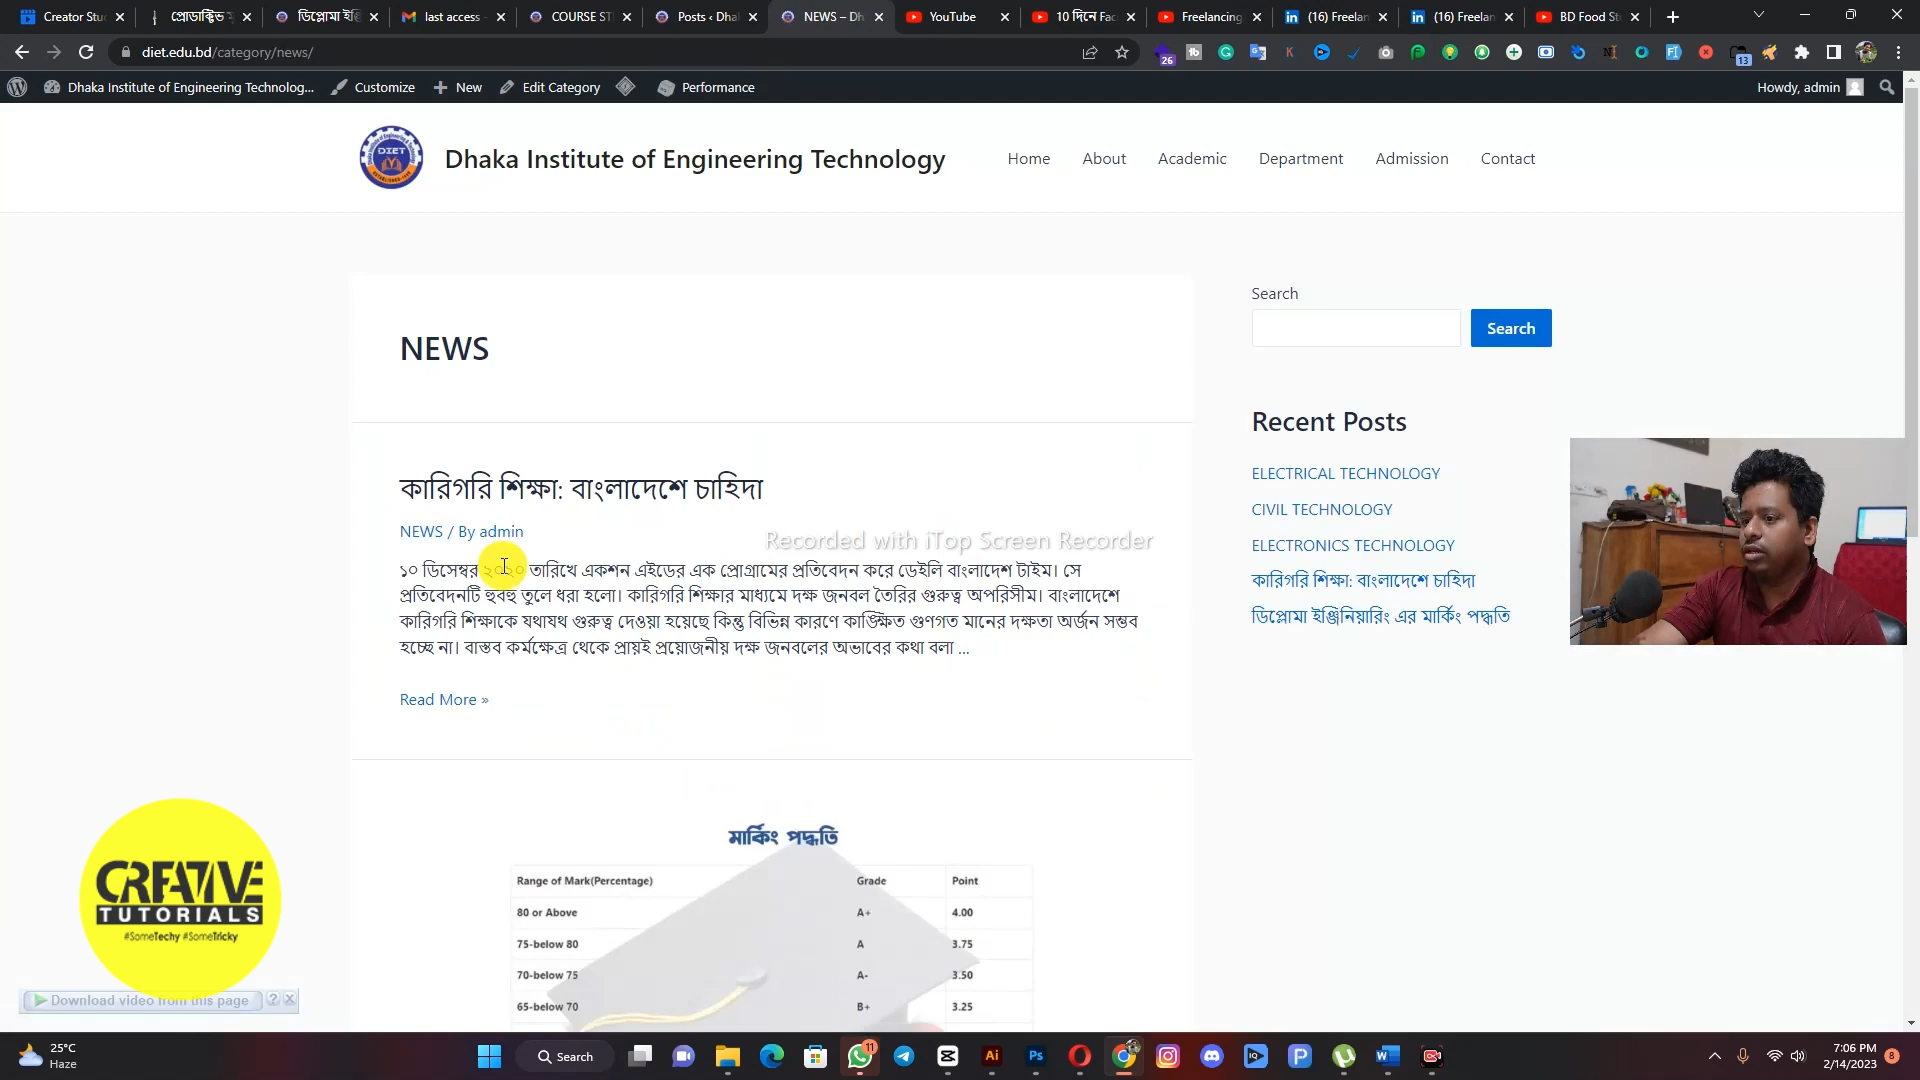 Creator Stu
প্রোডাক্টিভ
ডিপ্লোমা ইঞ্জি
last access
COURSE ST
Posts ‹ Dha
NEWS – Dh
YouTube
10 দিনে Fac
Freelancing
(16) Freelan
(16) Freelan
BD Food St
diet.edu.bd/category/news/
26
13
Dhaka Institute of Engineering Technolog...
Customize
New
Edit Category
Performance
Howdy, admin
DIET
Dhaka Institute of Engineering Technology
Home
About
Academic
Department
Admission
Contact
NEWS
Search
Search
কারিগরি শিক্ষা: বাংলাদেশে চাহিদা
NEWS / By admin
Recorded with iTop Screen Recorder
১০ ডিসেম্বর ২০২০ তারিখে একশন এইডের এক প্রোগ্রামের প্রতিবেদন করে ডেইলি বাংলাদেশ টাইম। সে
প্রতিবেদনটি হুবহু তুলে ধরা হলো। কারিগরি শিক্ষার মাধ্যমে দক্ষ জনবল তৈরির গুরুত্ব অপরিসীম। বাংলাদেশে
কারিগরি শিক্ষাকে যথাযথ গুরুত্ব দেওয়া হয়েছে কিন্তু বিভিন্ন কারণে কাঙ্ক্ষিত গুণগত মানের দক্ষতা অর্জন সম্ভব
হচ্ছে না। বাস্তব কর্মক্ষেত্র থেকে প্রায়ই প্রয়োজনীয় দক্ষ জনবলের অভাবের কথা বলা ...
Read More »
Recent Posts
ELECTRICAL TECHNOLOGY
CIVIL TECHNOLOGY
ELECTRONICS TECHNOLOGY
কারিগরি শিক্ষা: বাংলাদেশে চাহিদা
ডিপ্লোমা ইঞ্জিনিয়ারিং এর মার্কিং পদ্ধতি
মার্কিং পদ্ধতি
Range of Mark(Percentage) Grade Point
80 or Above A+ 4.00
75-below 80 A 3.75
70-below 75 A- 3.50
65-below 70 B+ 3.25
CREATIVE
TUTORIALS
#SomeTechy #SomeTricky
Download video from this page
25°C
Haze
Search
11
Ai
Ps
7:06 PM
2/14/2023
8